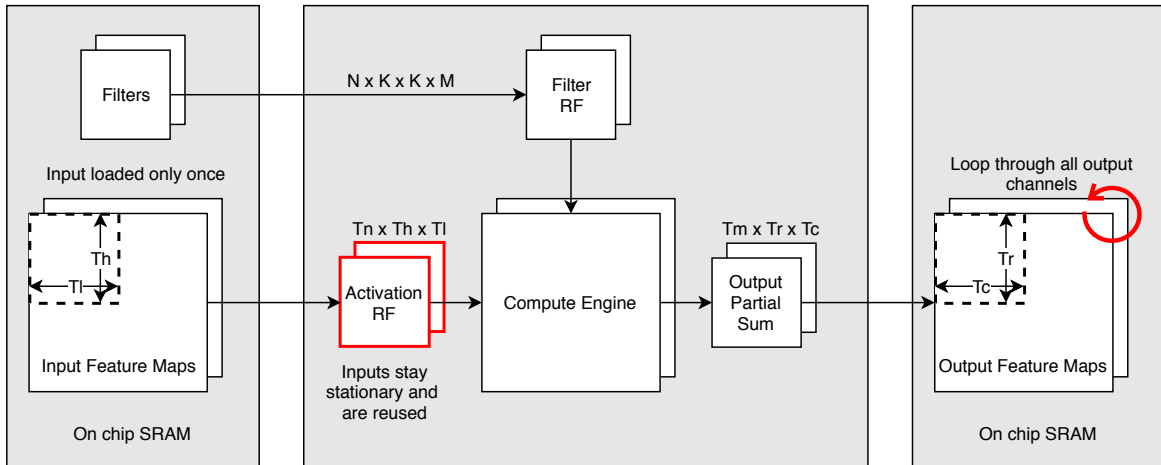 Filters
N x K x K x M
Filter
RF
Input loaded only once
Th
Tl
Input Feature Maps
On chip SRAM
Tn x Th x Tl
Activation
RF
Inputs stay
stationary and
are reused
Compute Engine
Tm x Tr x Tc
Output
Partial
Sum
Loop through all output
channels
Tr
Tc
Output Feature Maps
On chip SRAM